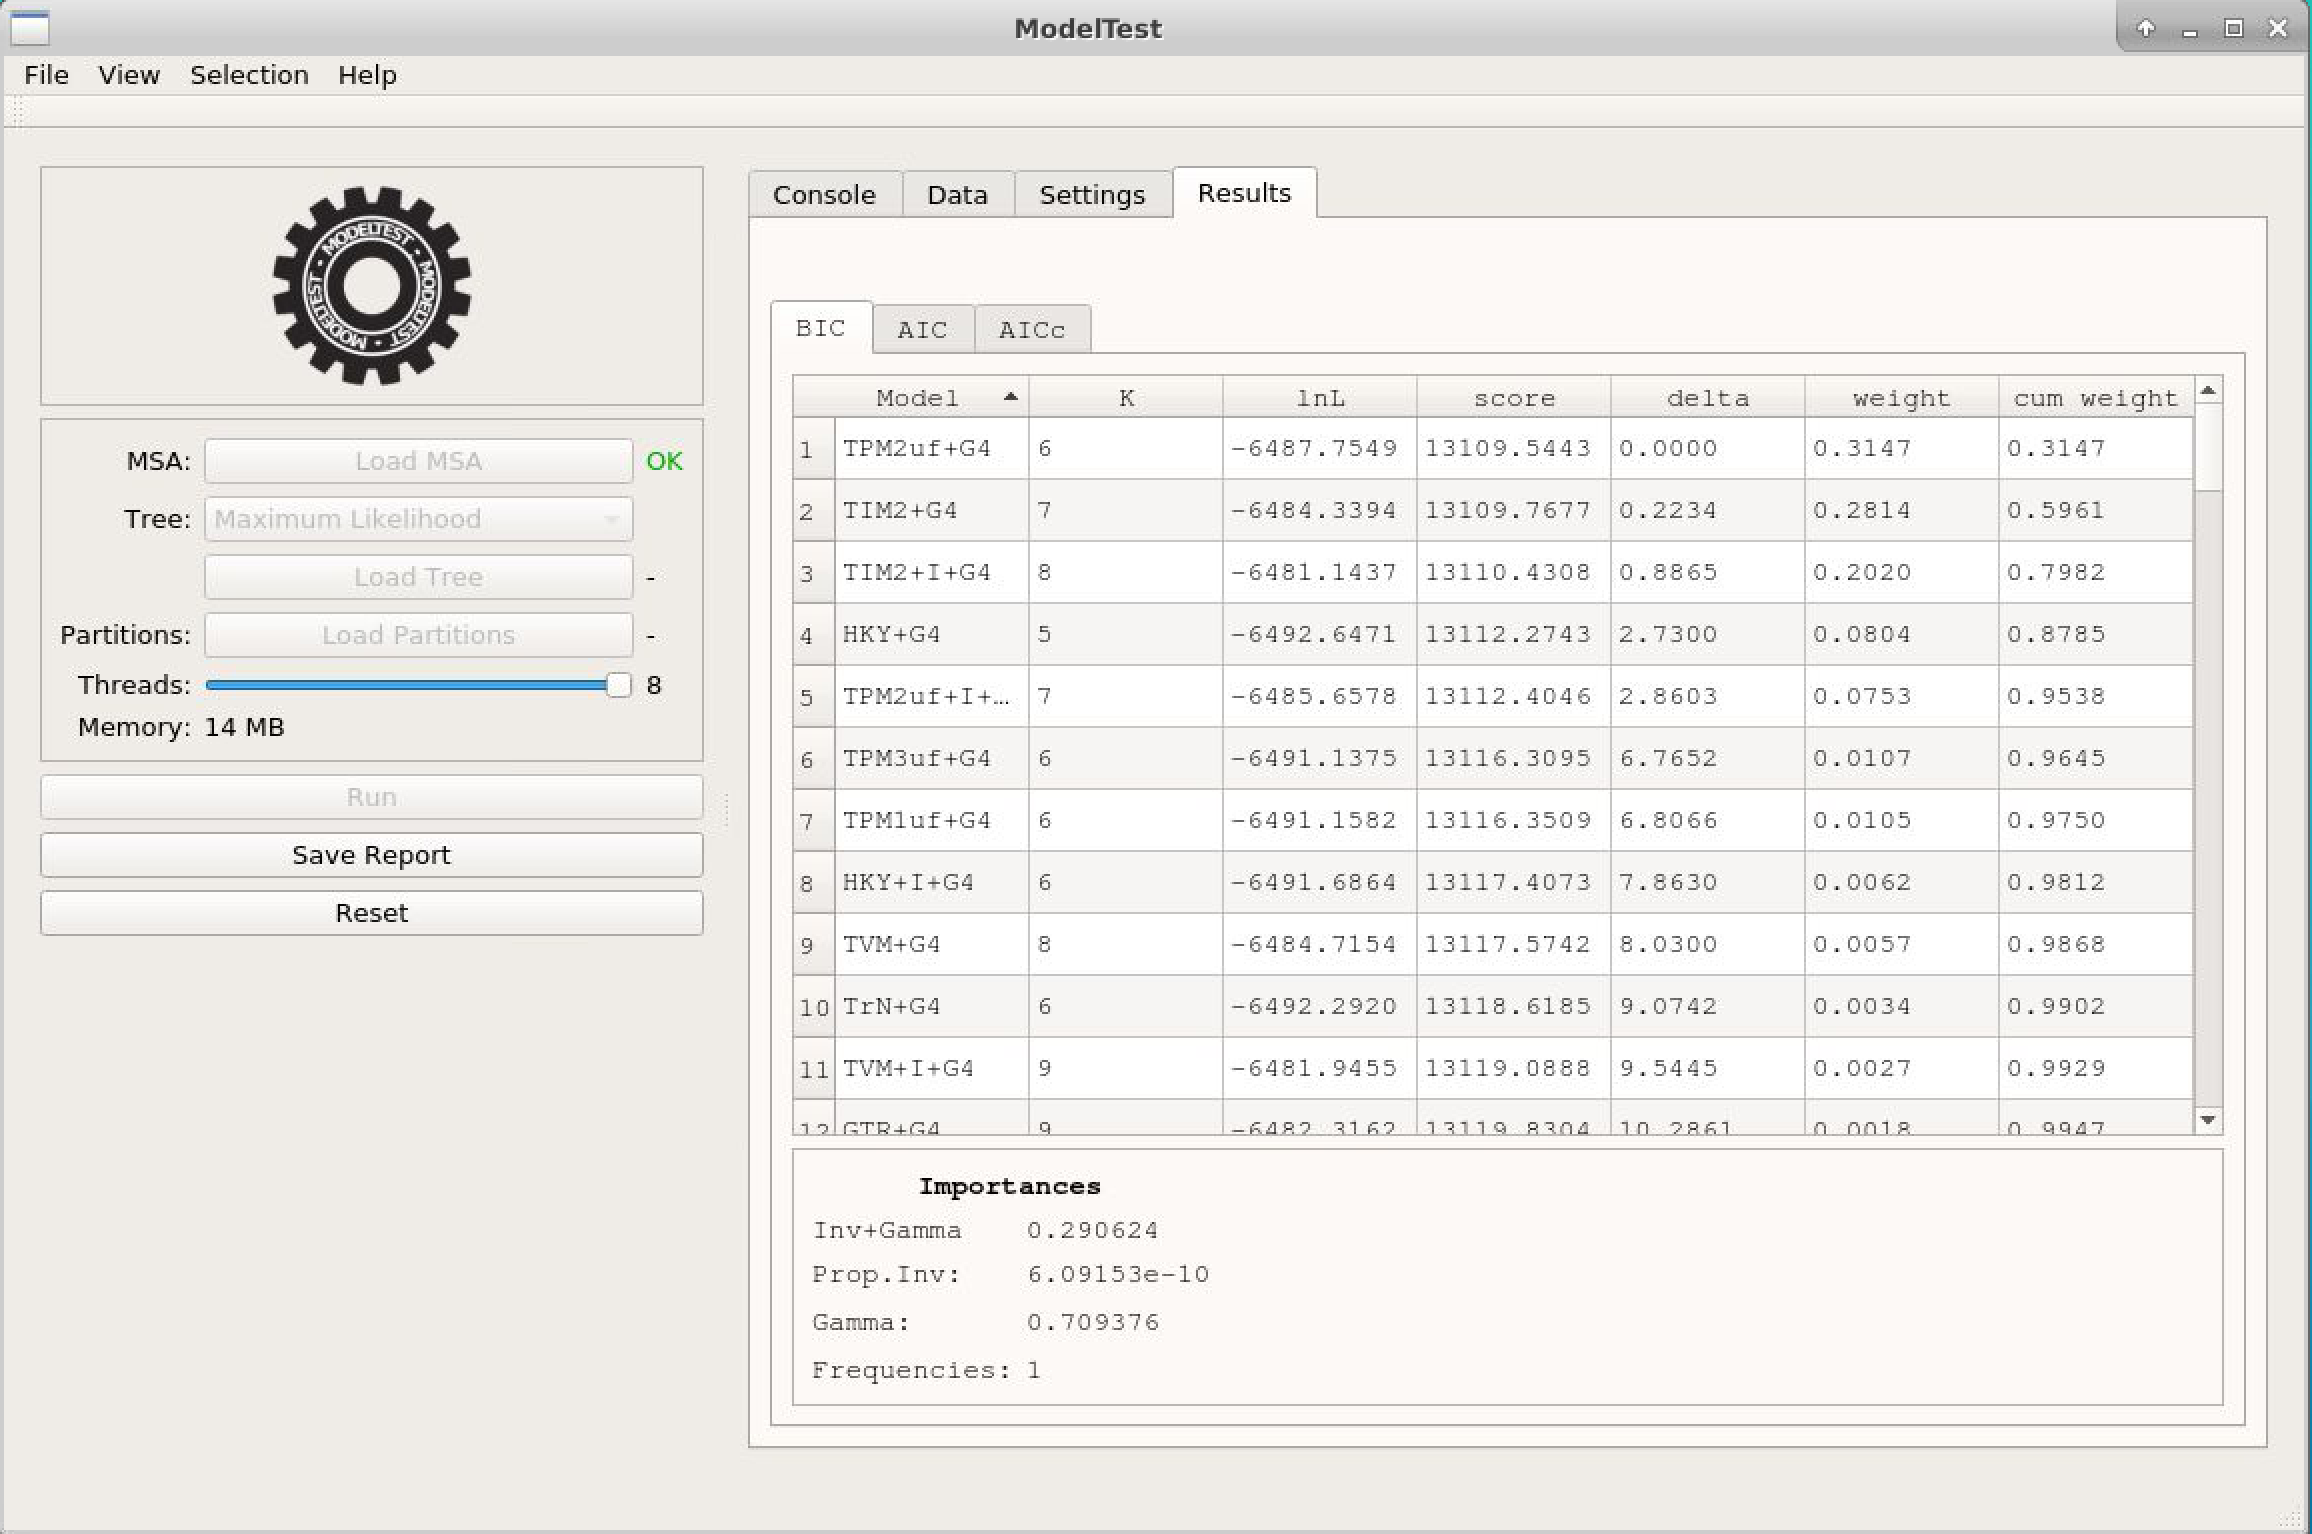 ModelTest
File View Selection Help
MODELTEST • MODELTEST • MODELTEST •
Console Data Settings Results
MSA: Load MSA OK
Tree: Maximum Likelihood
Load Tree -
Partitions: Load Partitions -
Threads: 8
Memory: 14 MB
Run
Save Report
Reset
BIC AIC AICc
Model K lnL score delta weight cum weight
1 TPM2uf+G4 6 -6487.7549 13109.5443 0.0000 0.3147 0.3147
2 TIM2+G4 7 -6484.3394 13109.7677 0.2234 0.2814 0.5961
3 TIM2+I+G4 8 -6481.1437 13110.4308 0.8865 0.2020 0.7982
4 HKY+G4 5 -6492.6471 13112.2743 2.7300 0.0804 0.8785
5 TPM2uf+I+... 7 -6485.6578 13112.4046 2.8603 0.0753 0.9538
6 TPM3uf+G4 6 -6491.1375 13116.3095 6.7652 0.0107 0.9645
7 TPM1uf+G4 6 -6491.1582 13116.3509 6.8066 0.0105 0.9750
8 HKY+I+G4 6 -6491.6864 13117.4073 7.8630 0.0062 0.9812
9 TVM+G4 8 -6484.7154 13117.5742 8.0300 0.0057 0.9868
10 TrN+G4 6 -6492.2920 13118.6185 9.0742 0.0034 0.9902
11 TVM+I+G4 9 -6481.9455 13119.0888 9.5445 0.0027 0.9929
12 GTR+G4 9 -6482.3162 13119.8304 10.2861 0.0018 0.9947
Importances
Inv+Gamma 0.290624
Prop.Inv: 6.09153e-10
Gamma: 0.709376
Frequencies: 1